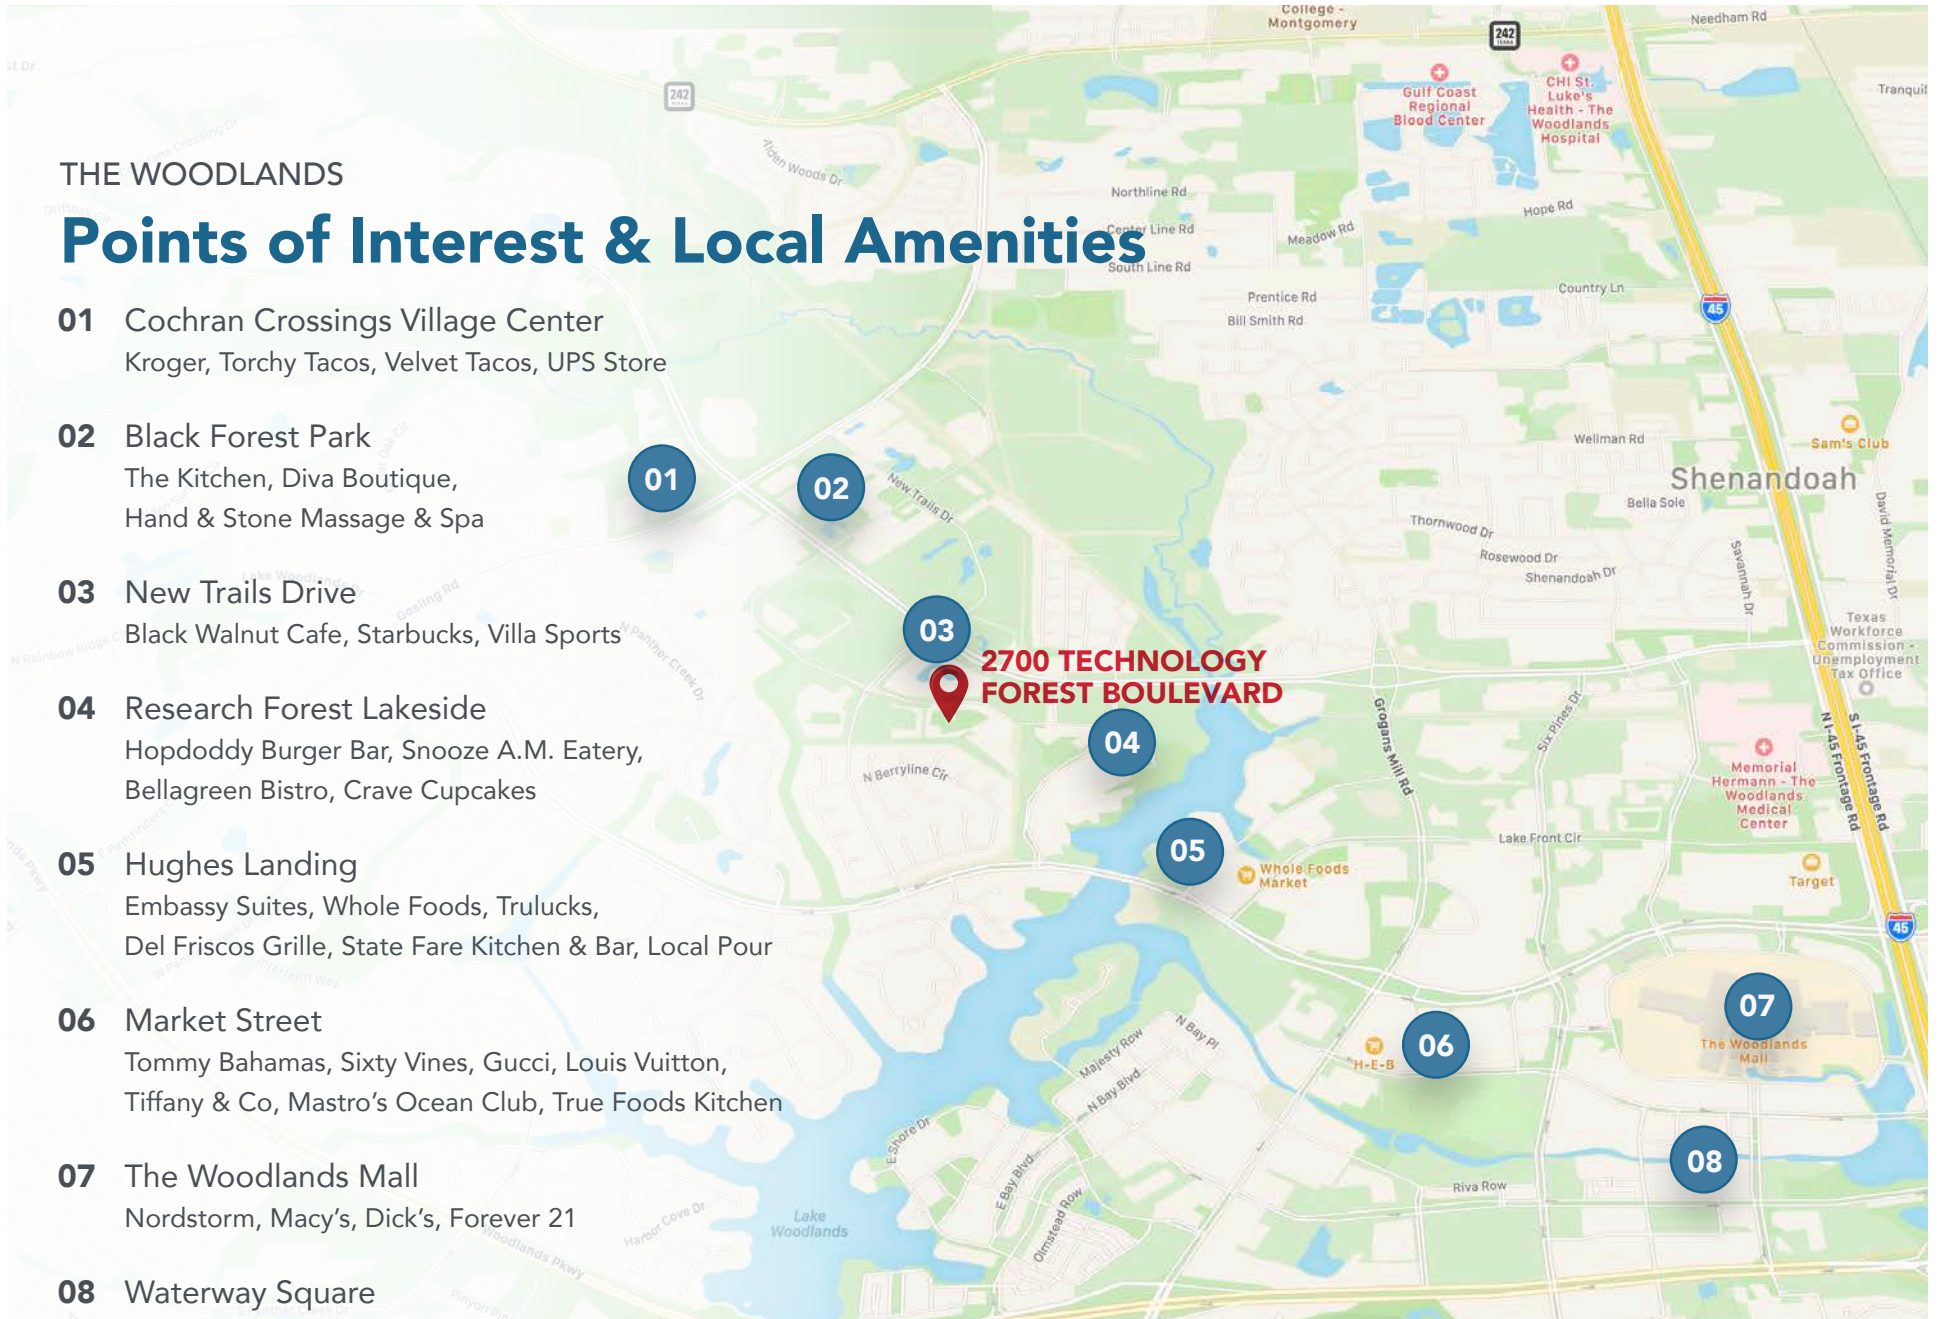 THE WOODLANDS
Points of Interest & Local Amenities
01 Cochran Crossings Village Center
Kroger, Torchy Tacos, Velvet Tacos, UPS Store
02 Black Forest Park
The Kitchen, Diva Boutique,
Hand & Stone Massage & Spa
03 New Trails Drive
Black Walnut Cafe, Starbucks, Villa Sports
04 Research Forest Lakeside
Hopdoddy Burger Bar, Snooze A.M. Eatery,
Bellagreen Bistro, Crave Cupcakes
05 Hughes Landing
Embassy Suites, Whole Foods, Trulucks,
Del Friscos Grille, State Fare Kitchen & Bar, Local Pour
06 Market Street
Tommy Bahamas, Sixty Vines, Gucci, Louis Vuitton,
Tiffany & Co, Mastro's Ocean Club, True Foods Kitchen
07 The Woodlands Mall
Nordstorm, Macy's, Dick's, Forever 21
08 Waterway Square
College -
Montgomery
242
TEXAS
Needham Rd
242
Gulf Coast
Regional
Blood Center
CHI St.
Luke's
Health - The
Woodlands
Hospital
Alden Woods Dr
Northline Rd
Center Line Rd
South Line Rd
Meadow Rd
Hope Rd
Prentice Rd
Bill Smith Rd
Country Ln
45
Sam's Club
Wellman Rd
Shenandoah
Bella Sole
David Memorial Dr
Thornwood Dr
Rosewood Dr
Shenandoah Dr
Savannah Dr
Texas
Workforce
Commission -
Unemployment
Tax Office
01
02
New Trails Dr
03
2700 TECHNOLOGY
FOREST BOULEVARD
Lake Woodlands Dr
Gosling Rd
N Panther Creek Dr
N Berryline Cir
04
Grogans Mill Rd
Six Pines Dr
N I-45 Frontage Rd
S I-45 Frontage Rd
Memorial
Hermann - The
Woodlands
Medical
Center
Lake Front Cir
05
Whole Foods
Market
Target
45
07
The Woodlands
Mall
06
H-E-B
N Bay Pl
Majesty Row
N Bay Blvd
E Shore Dr
E Bay Blvd
Olmstead Row
08
Riva Row
Lake
Woodlands
Harbor Cove Dr
Woodlands Pkwy
Interfaith Way